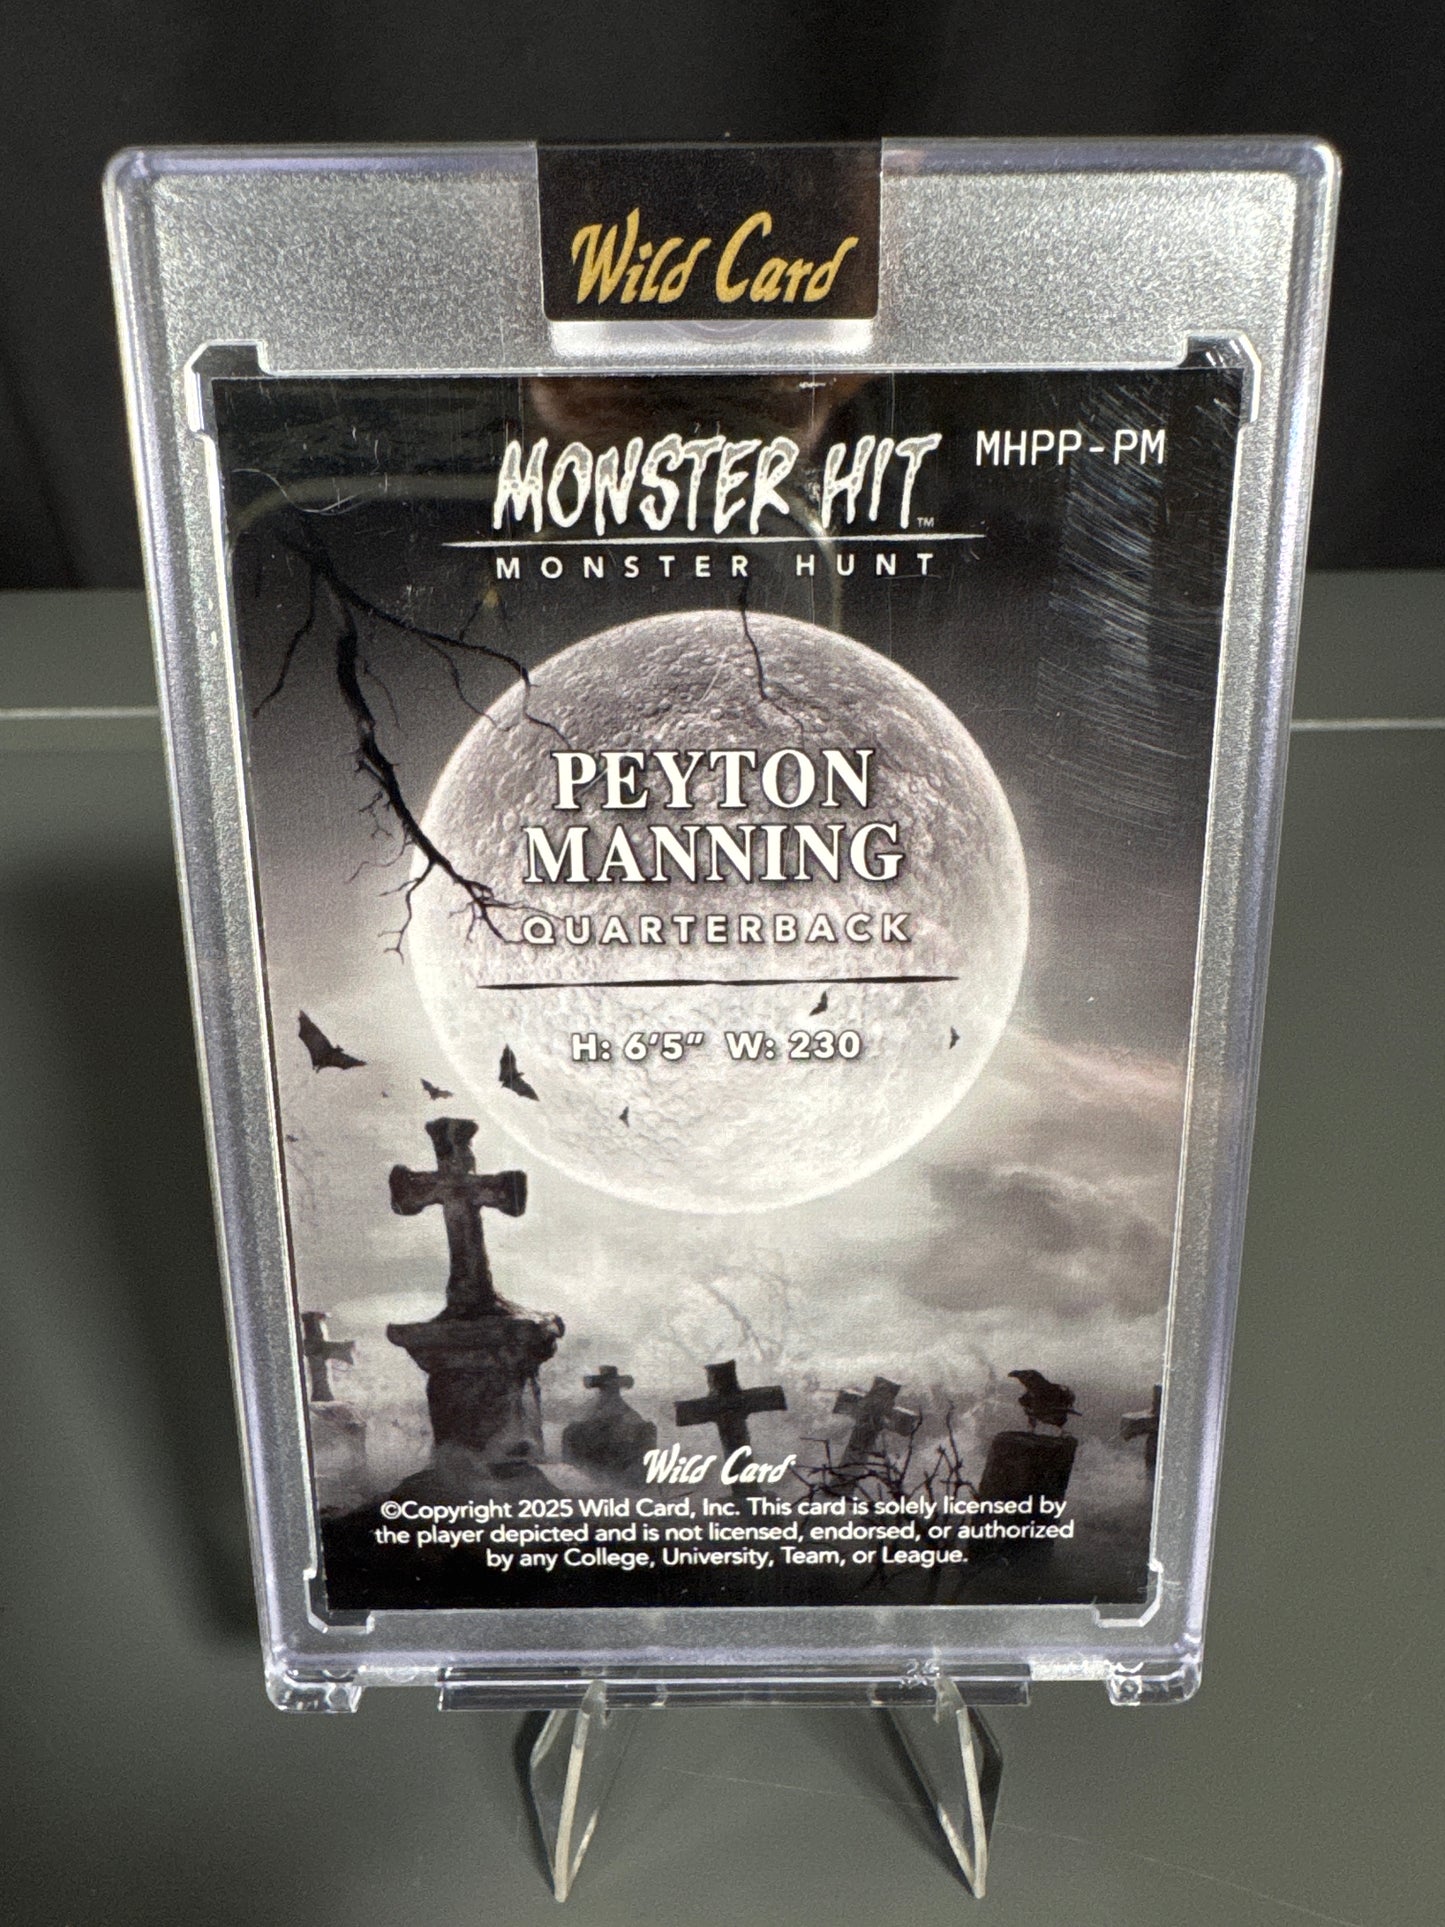 Wild Card
MONSTER HIT™
MHPP-PM
MONSTER HUNT
PEYTON
MANNING
QUARTERBACK
H: 6'5" W: 230
Wild Card
©Copyright 2025 Wild Card, Inc. This card is solely licensed by
the player depicted and is not licensed, endorsed, or authorized
by any College, University, Team, or League.